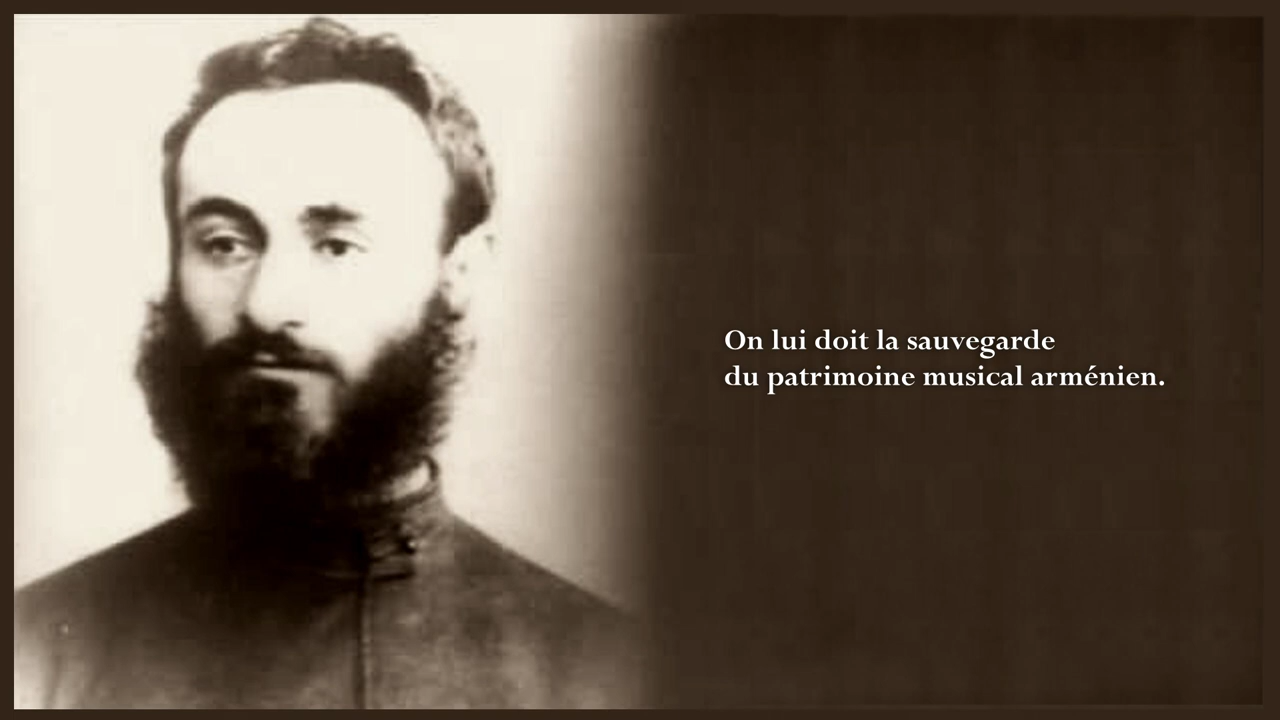 On lui doit la sauvegarde
du patrimoine musical arménien.